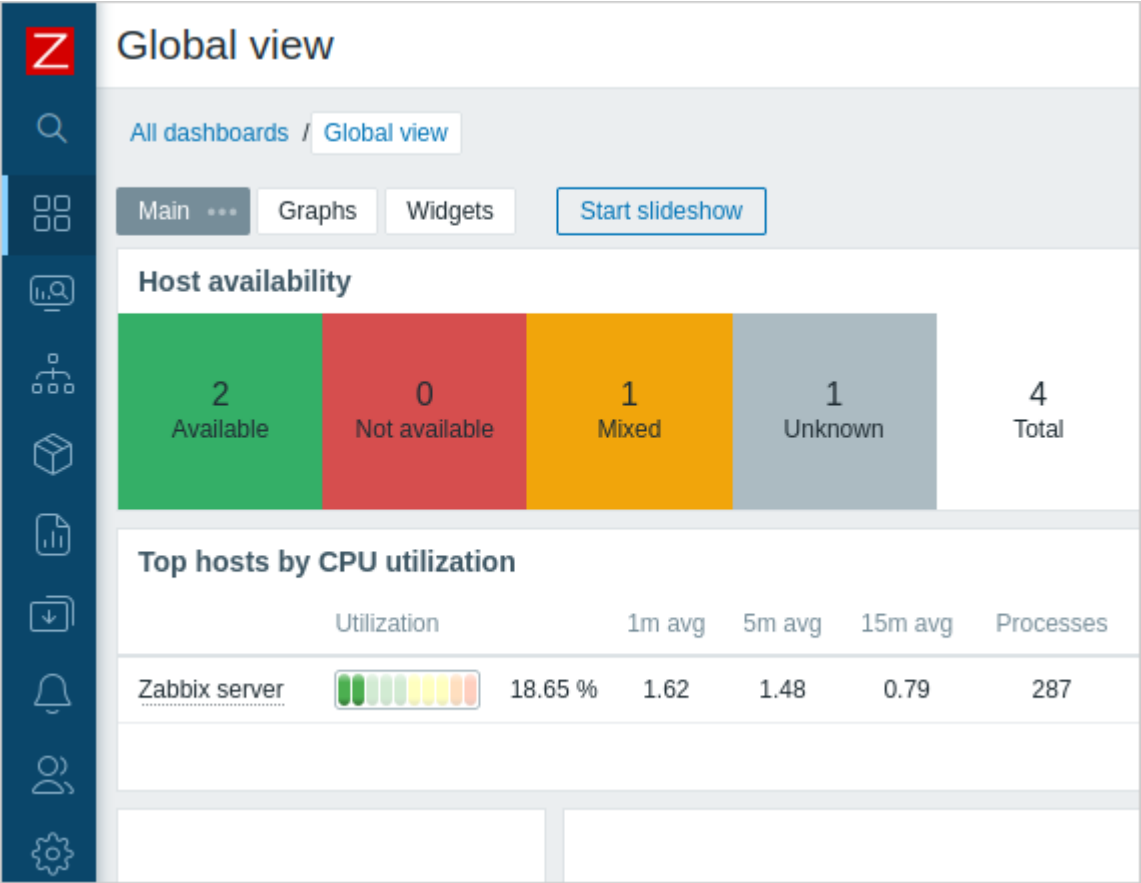 Z
Global view
All dashboards / Global view
Main ••• Graphs Widgets Start slideshow
Host availability
2 0 1 1 4
Available Not available Mixed Unknown Total
Top hosts by CPU utilization
Utilization 1m avg 5m avg 15m avg Processes
Zabbix server 18.65 % 1.62 1.48 0.79 287